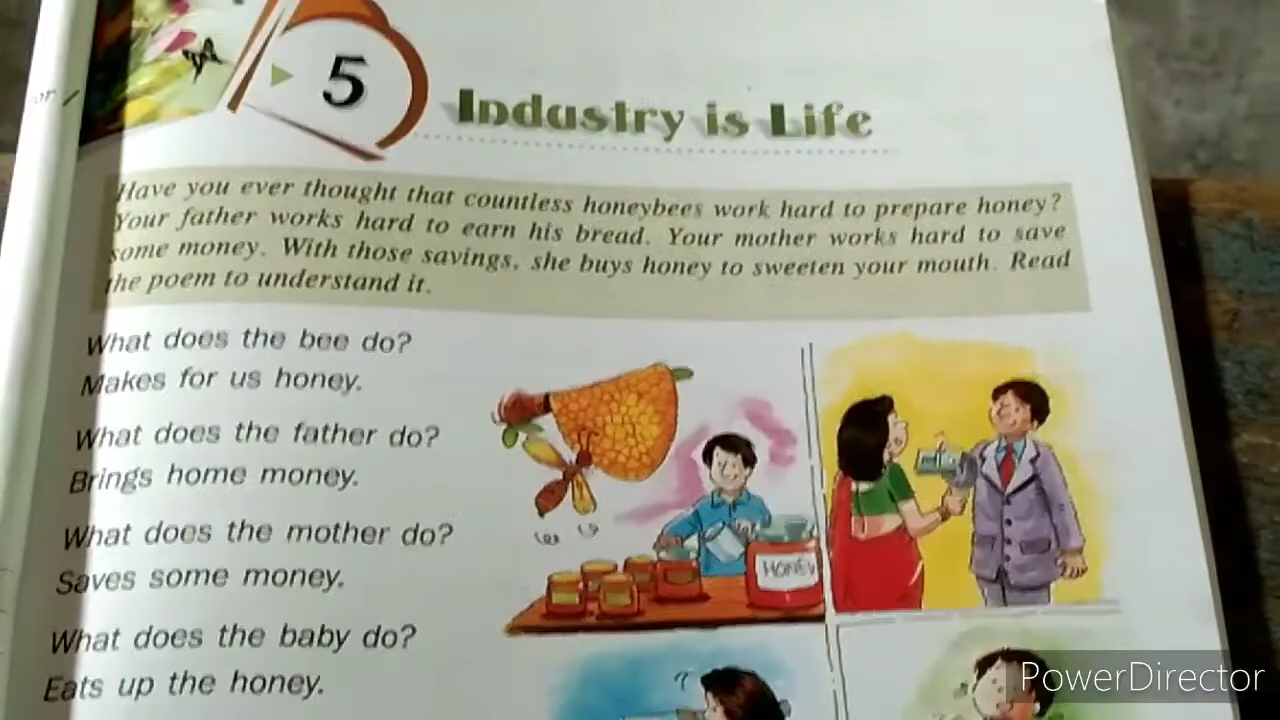 5
Industry is Life
Have you ever thought that countless honeybees work hard to prepare honey?
Your father works hard to earn his bread. Your mother works hard to save
some money. With those savings, she buys honey to sweeten your mouth. Read
the poem to understand it.
What does the bee do?
Makes for us honey.
What does the father do?
Brings home money.
What does the mother do?
Saves some money.
What does the baby do?
Eats up the honey.
HONEY
?
PowerDirector